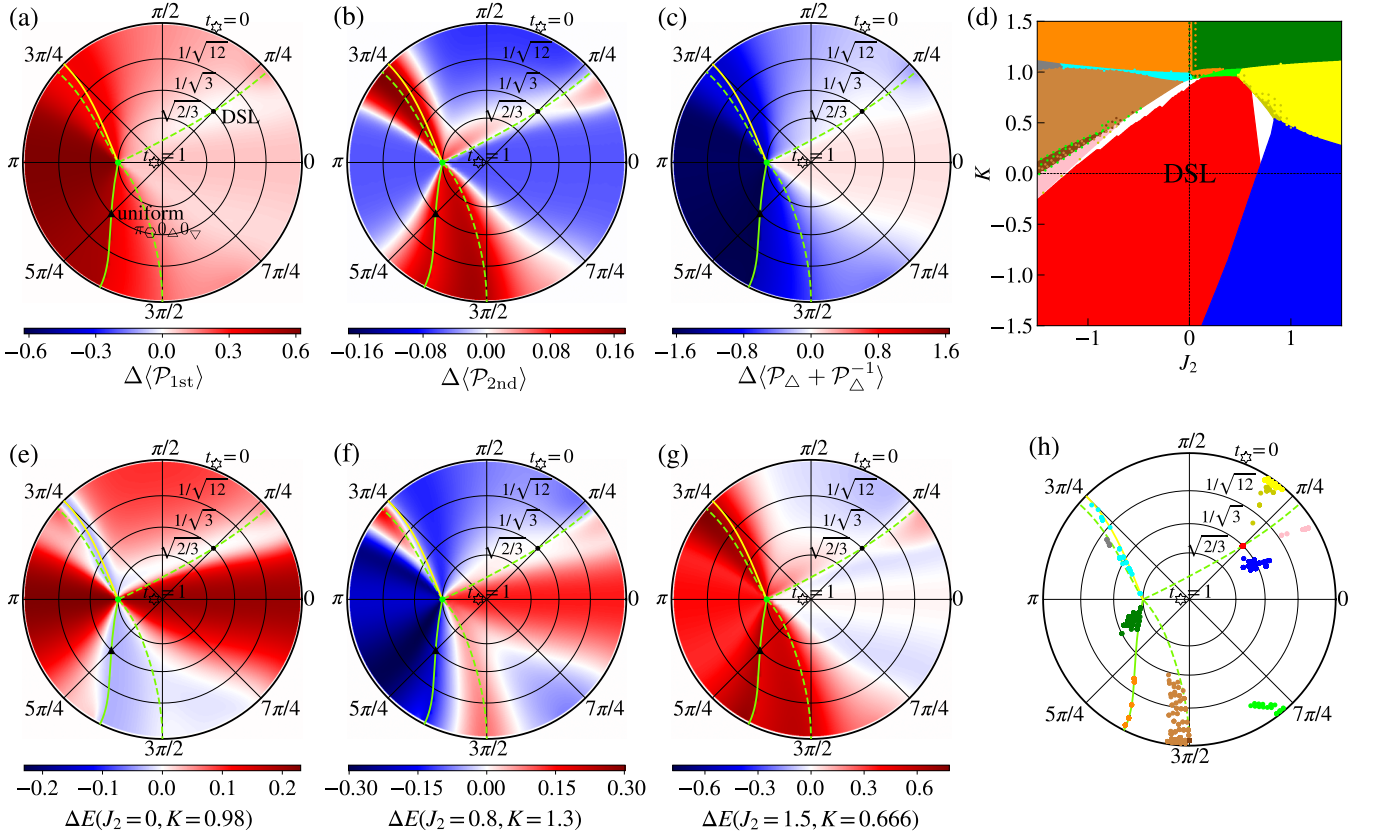 (a)
π/2
t✡=0
3π/4
π/4
1/√12
1/√3
√2/3
DSL
π
t✡=1
0
uniform
π⬡0△0▽
5π/4
7π/4
3π/2
−0.6 −0.3 0.0 0.3 0.6
Δ⟨𝒫1st⟩
(b)
π/2
t✡=0
3π/4
π/4
1/√12
1/√3
√2/3
π
t✡=1
0
5π/4
7π/4
3π/2
−0.16 −0.08 0.00 0.08 0.16
Δ⟨𝒫2nd⟩
(c)
π/2
t✡=0
3π/4
π/4
1/√12
1/√3
√2/3
π
t✡=1
0
5π/4
7π/4
3π/2
−1.6 −0.8 0.0 0.8 1.6
Δ⟨𝒫△ + 𝒫△⁻¹⟩
(d)
1.5
1.0
0.5
0.0
−0.5
−1.0
−1.5
K
DSL
−1 0 1
J2
(e)
π/2
t✡=0
3π/4
π/4
1/√12
1/√3
√2/3
π
t✡=1
0
5π/4
7π/4
3π/2
−0.2 −0.1 0.0 0.1 0.2
ΔE(J2 = 0, K = 0.98)
(f)
π/2
t✡=0
3π/4
π/4
1/√12
1/√3
√2/3
π
t✡=1
0
5π/4
7π/4
3π/2
−0.30 −0.15 0.00 0.15 0.30
ΔE(J2 = 0.8, K = 1.3)
(g)
π/2
t✡=0
3π/4
π/4
1/√12
1/√3
√2/3
π
t✡=1
0
5π/4
7π/4
3π/2
−0.6 −0.3 0.0 0.3 0.6
ΔE(J2 = 1.5, K = 0.666)
(h)
π/2
t✡=0
3π/4
π/4
1/√12
1/√3
√2/3
π
t✡=1
0
5π/4
7π/4
3π/2